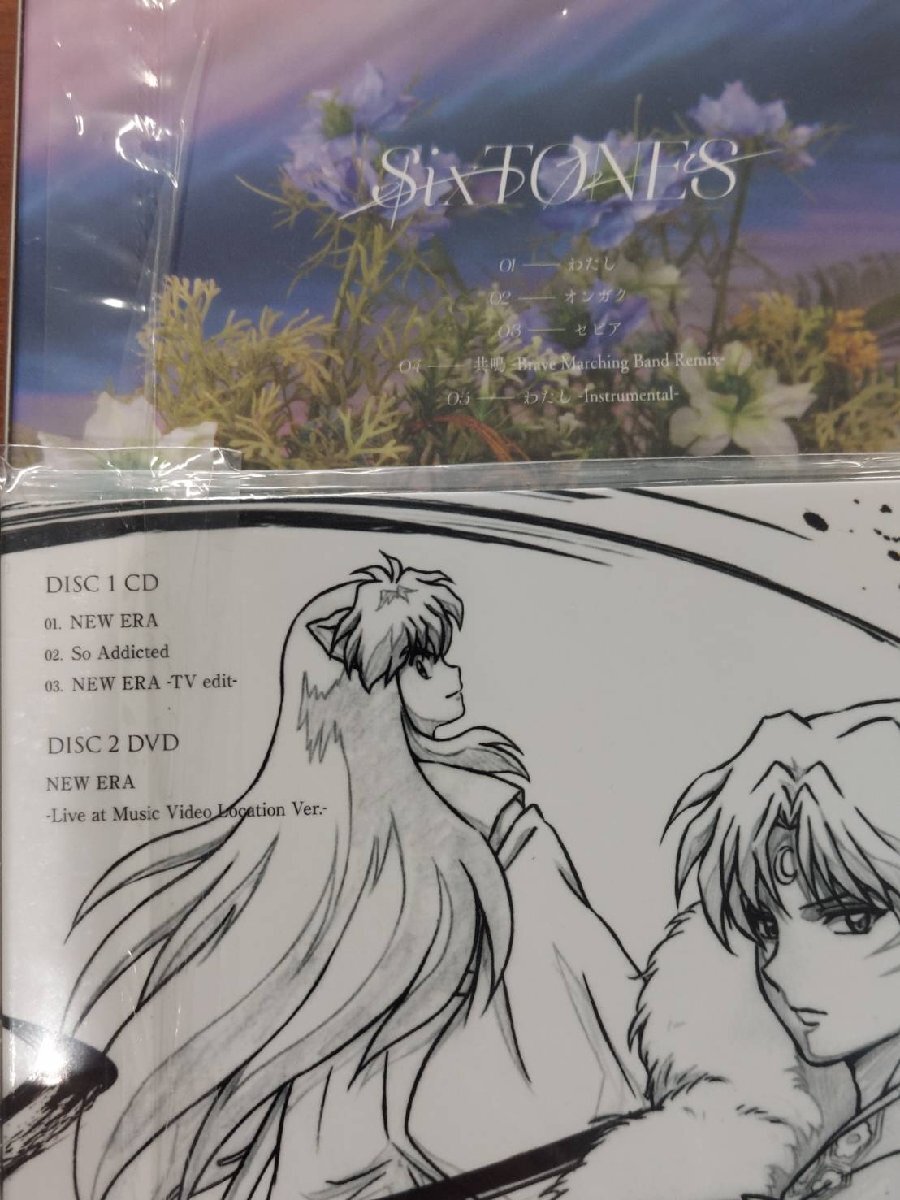 SixTONES
01 —— わたし
02 —— オンガク
03 —— セピア
04 —— 共鳴 -Brave Marching Band Remix-
05 —— わたし -Instrumental-
DISC 1 CD
01. NEW ERA
02. So Addicted
03. NEW ERA -TV edit-
DISC 2 DVD
NEW ERA
-Live at Music Video Location Ver.-